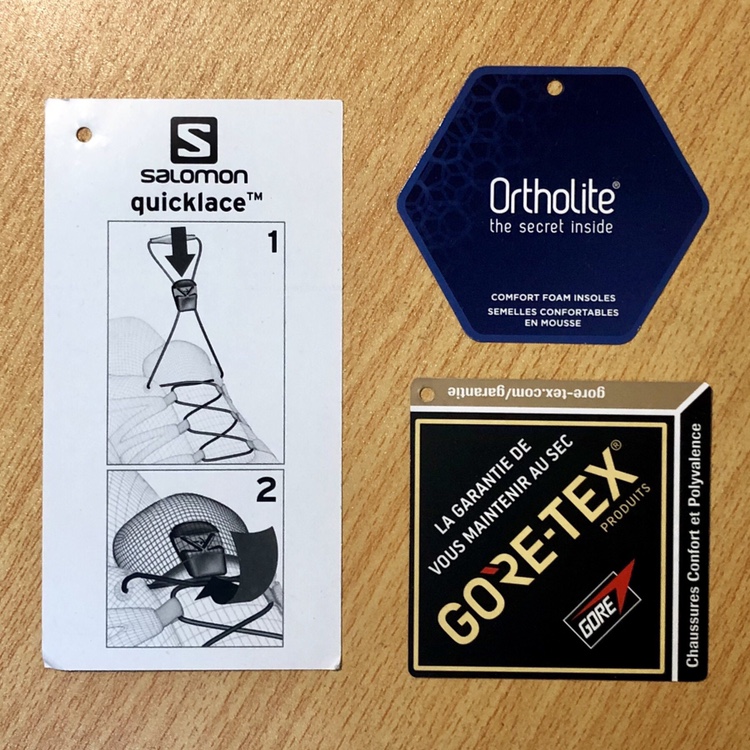 S
salomon
quicklace™
1
2
Ortholite®
the secret inside
COMFORT FOAM INSOLES
SEMELLES CONFORTABLES
EN MOUSSE
gore-tex.com/garantie
LA GARANTIE DE
VOUS MAINTENIR AU SEC
GORE-TEX®
PRODUITS
GORE
Chaussures Confort et Polyvalence